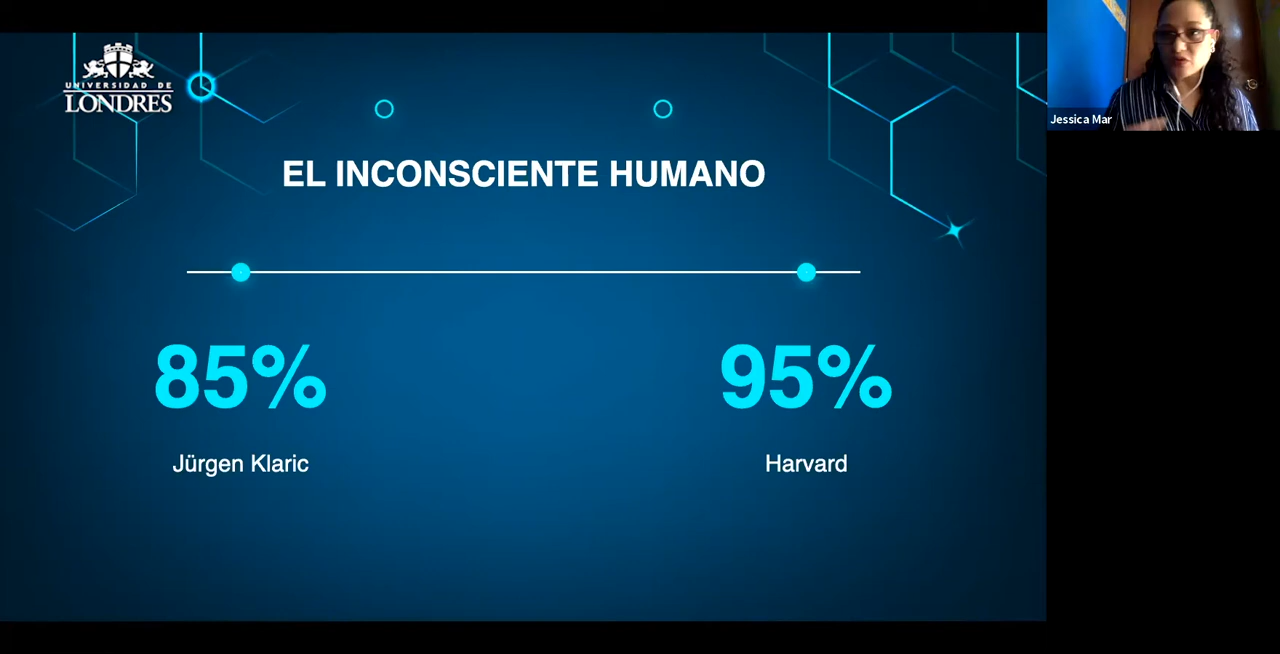 UNIVERSIDAD DE
LONDRES
EL INCONSCIENTE HUMANO
85%
Jürgen Klaric
95%
Harvard
Jessica Mar